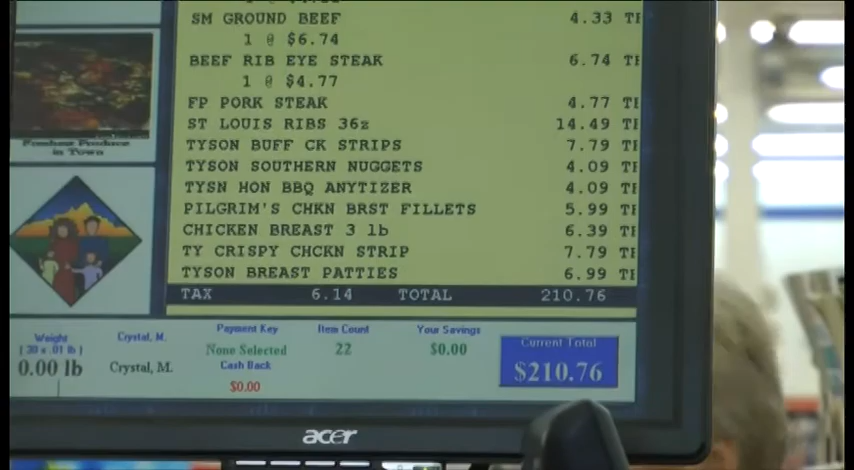 SM GROUND BEEF 4.33
1 @ $6.74
BEEF RIB EYE STEAK 6.74
1 @ $4.77
FP PORK STEAK 4.77
ST LOUIS RIBS 36z 14.49
TYSON BUFF CK STRIPS 7.79
TYSON SOUTHERN NUGGETS 4.09
TYSN HON BBQ ANYTIZER 4.09
PILGRIM'S CHKN BRST FILLETS 5.99
CHICKEN BREAST 3 lb 6.39
TY CRISPY CHCKN STRIP 7.79
TYSON BREAST PATTIES 6.99
TAX 6.14 TOTAL 210.76
Freshest Produce
in Town
Weight
0.00 lb
Crystal, M.
Crystal, M.
Payment Key
None Selected
Cash Back
$0.00
Item Count
22
Your Savings
$0.00
Current Total
$210.76
acer